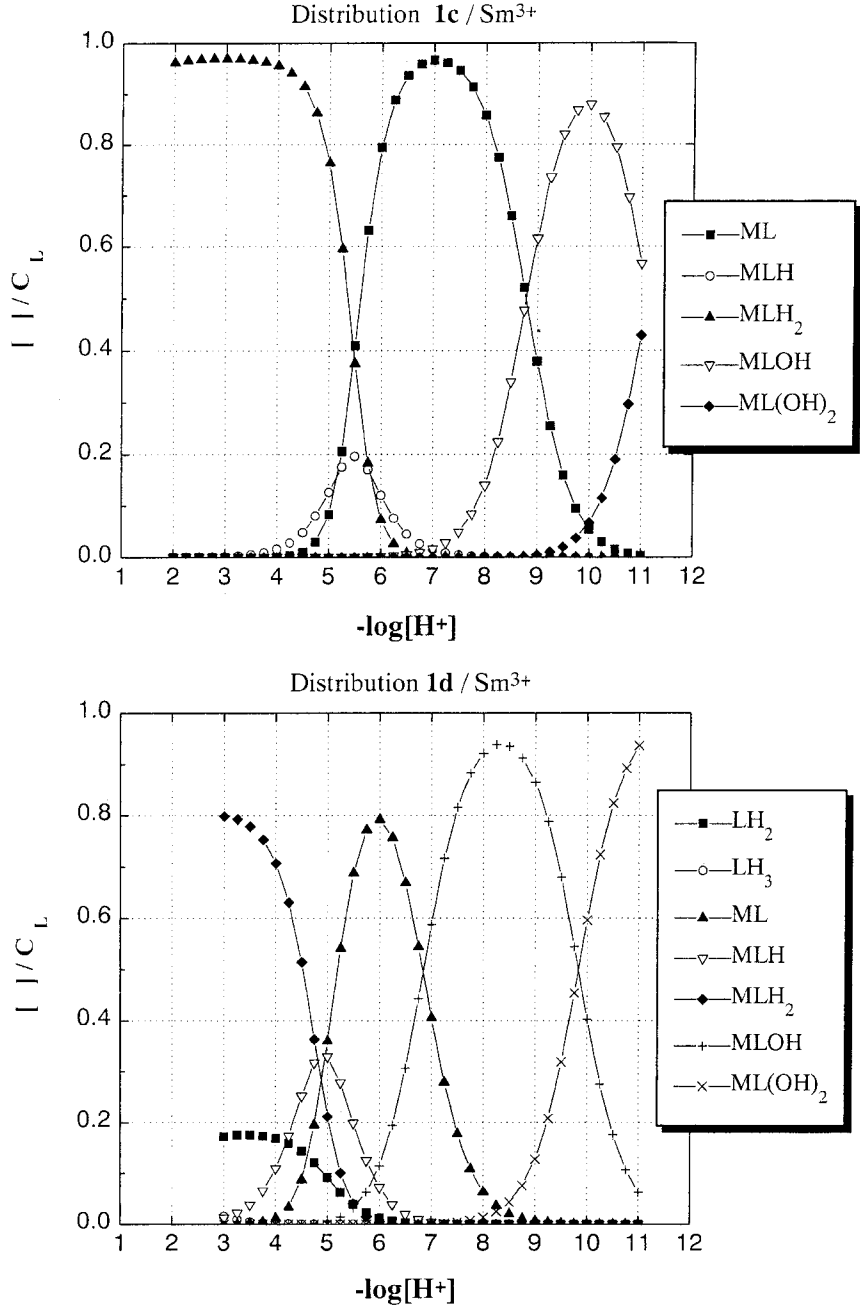 Distribution 1c / Sm³⁺
[ ] / C_L
1.0
0.8
0.6
0.4
0.2
0.0
1 2 3 4 5 6 7 8 9 10 11 12
-log[H⁺]
ML
MLH
MLH₂
MLOH
ML(OH)₂
Distribution 1d / Sm³⁺
[ ] / C_L
1.0
0.8
0.6
0.4
0.2
0.0
1 2 3 4 5 6 7 8 9 10 11 12
-log[H⁺]
LH₂
LH₃
ML
MLH
MLH₂
MLOH
ML(OH)₂